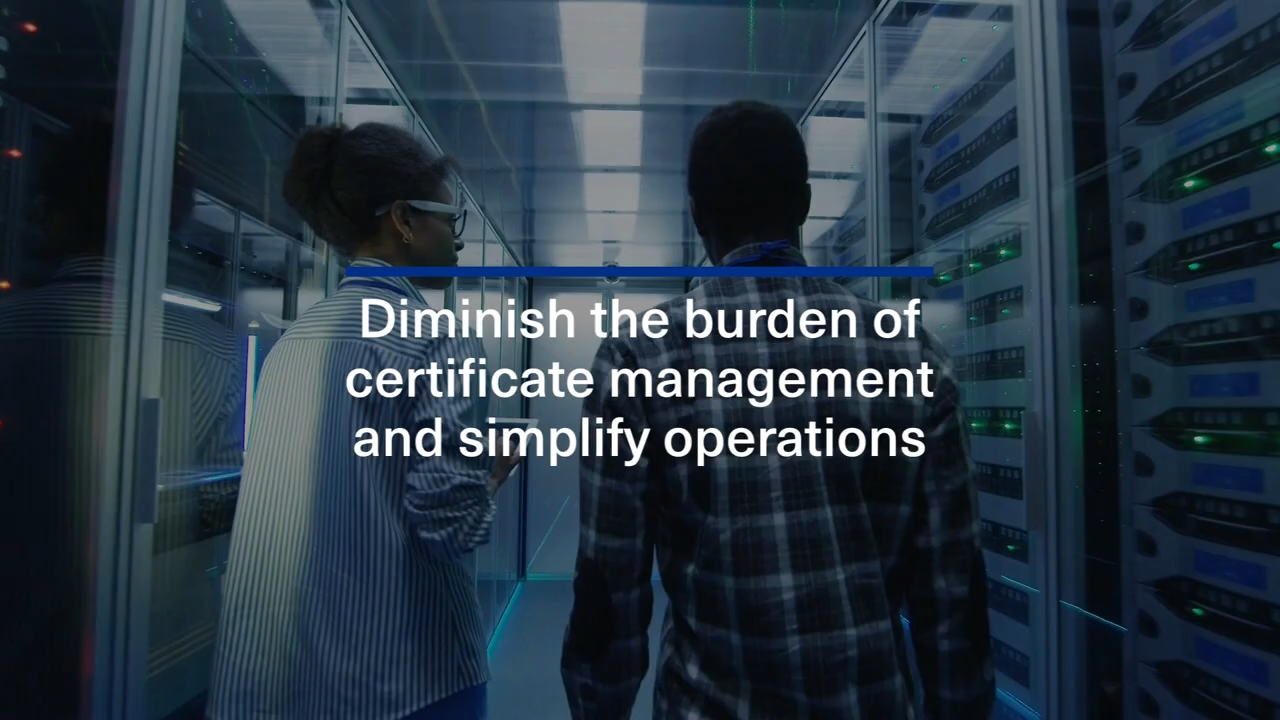 Diminish the burden of
certificate management
and simplify operations